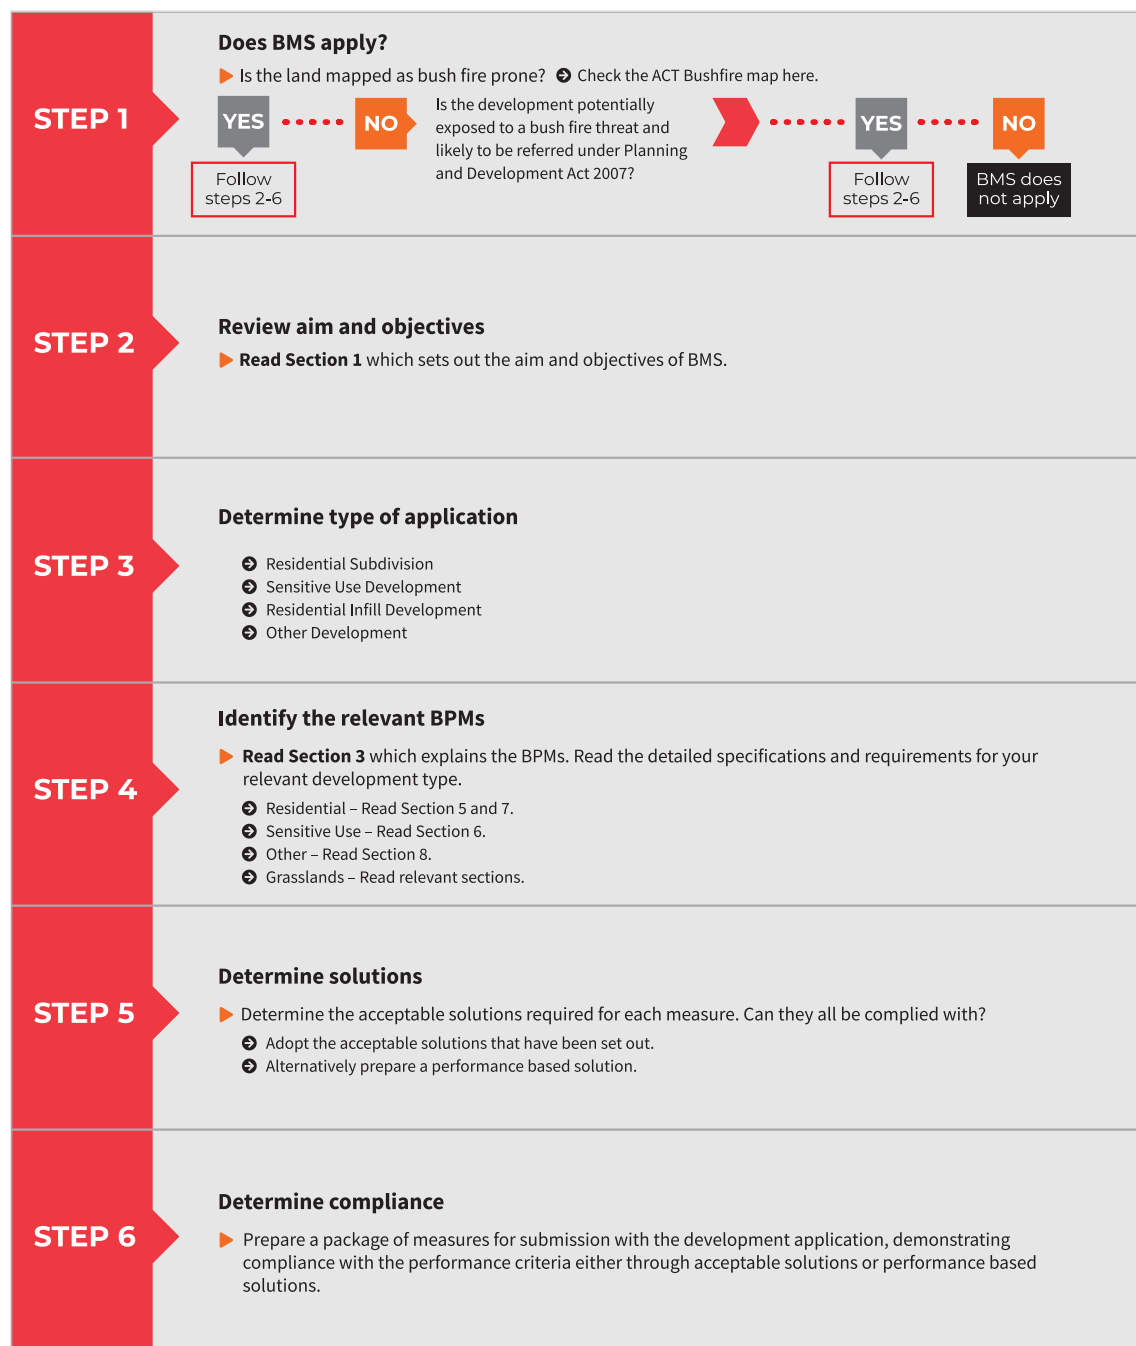 STEP 1
Does BMS apply?
Is the land mapped as bush fire prone? Check the ACT Bushfire map here.
YES
NO
Is the development potentially
exposed to a bush fire threat and
likely to be referred under Planning
and Development Act 2007?
YES
NO
Follow
steps 2-6
Follow
steps 2-6
BMS does
not apply
STEP 2
Review aim and objectives
Read Section 1 which sets out the aim and objectives of BMS.
STEP 3
Determine type of application
Residential Subdivision
Sensitive Use Development
Residential Infill Development
Other Development
STEP 4
Identify the relevant BPMs
Read Section 3 which explains the BPMs. Read the detailed specifications and requirements for your
relevant development type.
Residential – Read Section 5 and 7.
Sensitive Use – Read Section 6.
Other – Read Section 8.
Grasslands – Read relevant sections.
STEP 5
Determine solutions
Determine the acceptable solutions required for each measure. Can they all be complied with?
Adopt the acceptable solutions that have been set out.
Alternatively prepare a performance based solution.
STEP 6
Determine compliance
Prepare a package of measures for submission with the development application, demonstrating
compliance with the performance criteria either through acceptable solutions or performance based
solutions.